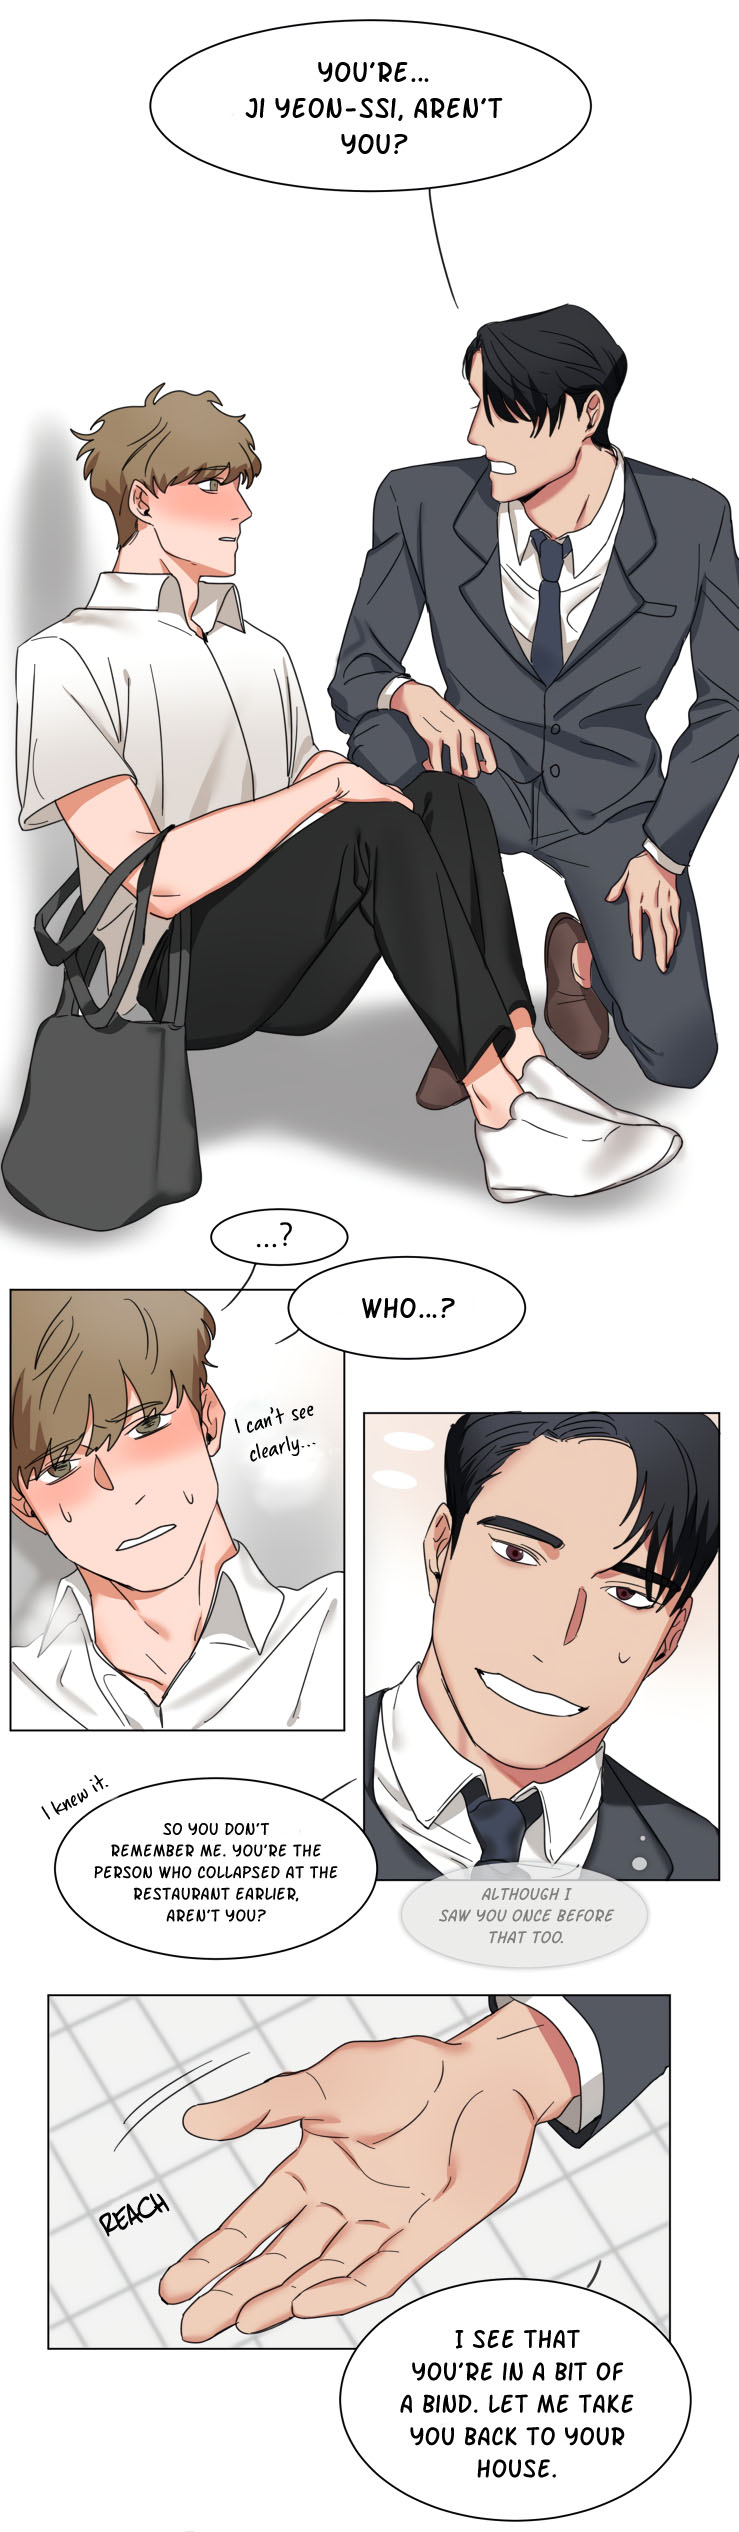 YOU'RE...
JI YEON-SSI, AREN'T
YOU?
...?
WHO...?
I can't see
clearly...
I knew it.
SO YOU DON'T
REMEMBER ME. YOU'RE THE
PERSON WHO COLLAPSED AT THE
RESTAURANT EARLIER,
AREN'T YOU?
ALTHOUGH I
SAW YOU ONCE BEFORE
THAT TOO.
REACH
I SEE THAT
YOU'RE IN A BIT OF
A BIND. LET ME TAKE
YOU BACK TO YOUR
HOUSE.